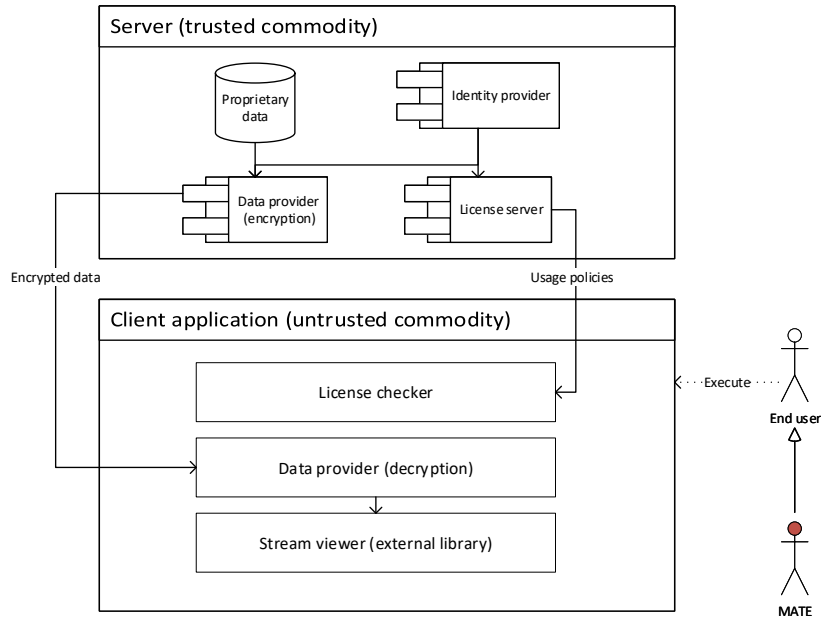 Server (trusted commodity)
Proprietary
data
Identity provider
Data provider
(encryption)
License server
Encrypted data
Usage policies
Client application (untrusted commodity)
License checker
Execute
End user
Data provider (decryption)
Stream viewer (external library)
MATE